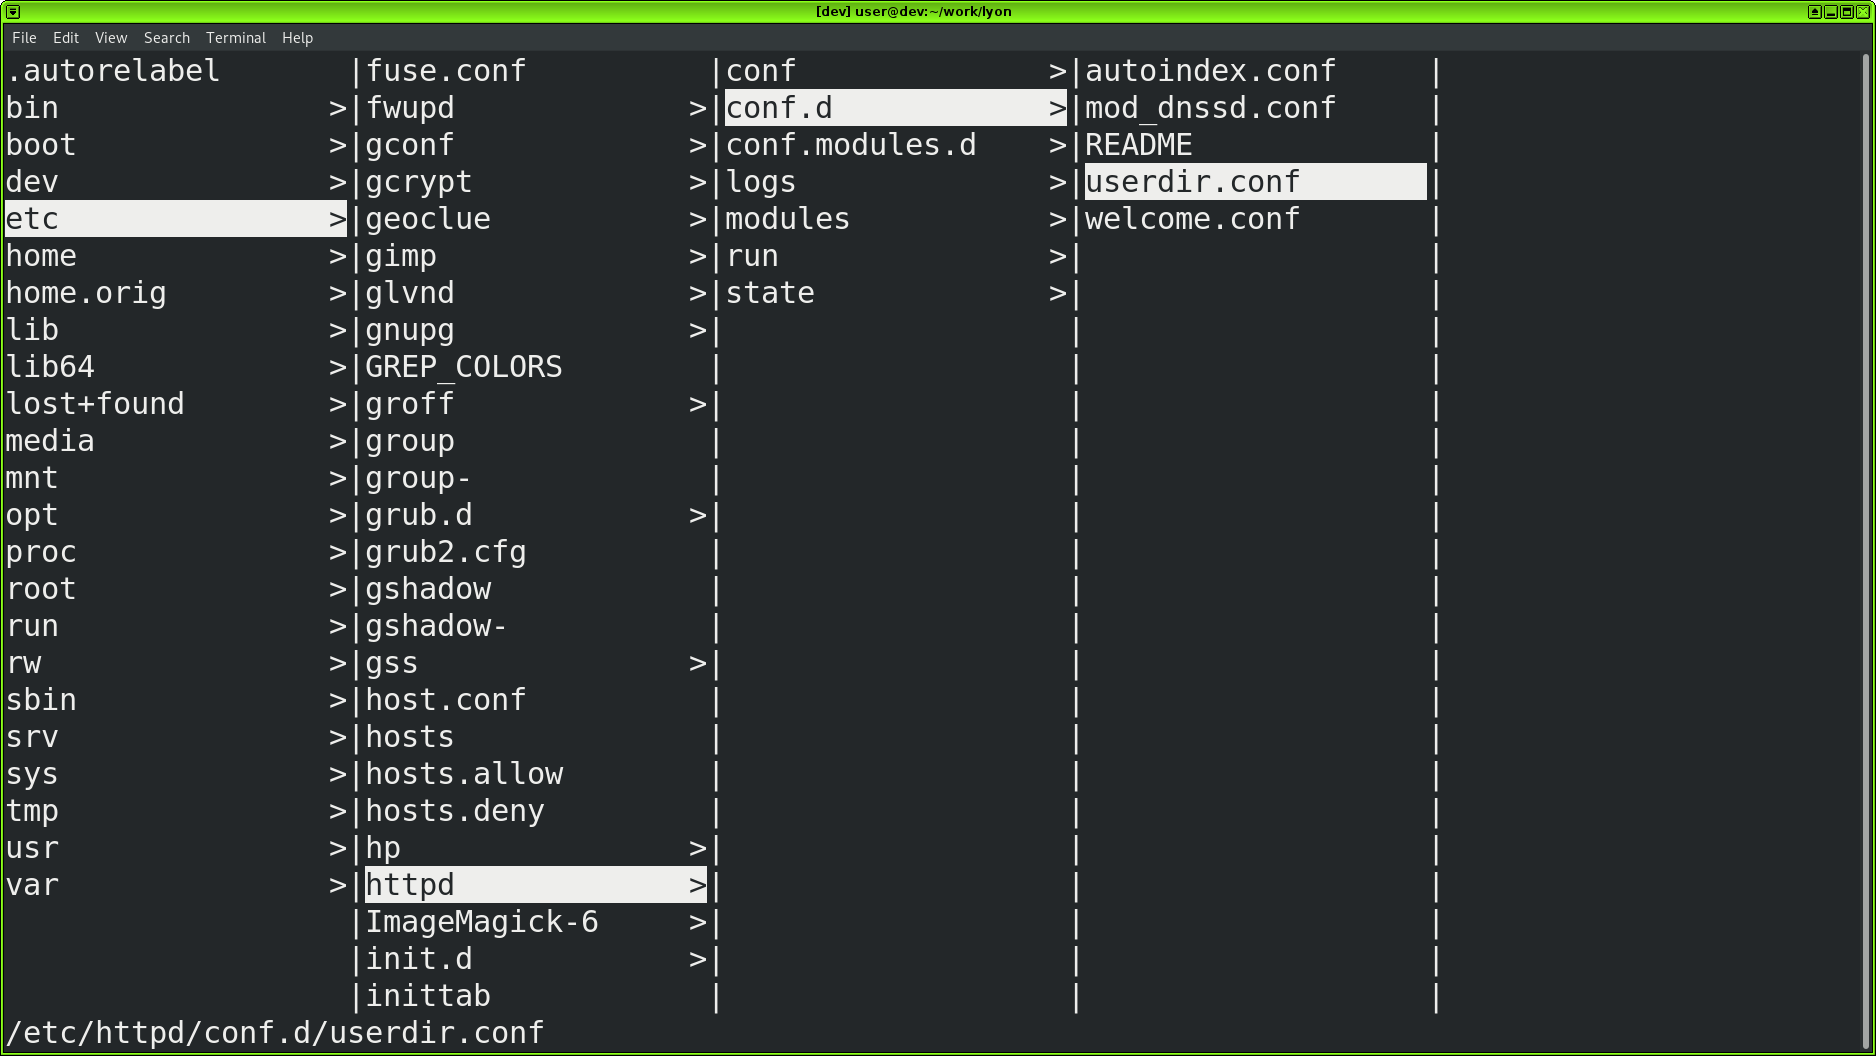 [dev] user@dev:~/work/lyon
File Edit View Search Terminal Help
.autorelabel |fuse.conf |conf >|autoindex.conf |
bin >|fwupd >|conf.d >|mod_dnssd.conf |
boot >|gconf >|conf.modules.d >|README |
dev >|gcrypt >|logs >|userdir.conf |
etc >|geoclue >|modules >|welcome.conf |
home >|gimp >|run >| |
home.orig >|glvnd >|state >| |
lib >|gnupg >| | |
lib64 >|GREP_COLORS | | |
lost+found >|groff >| | |
media >|group | | |
mnt >|group- | | |
opt >|grub.d >| | |
proc >|grub2.cfg | | |
root >|gshadow | | |
run >|gshadow- | | |
rw >|gss >| | |
sbin >|host.conf | | |
srv >|hosts | | |
sys >|hosts.allow | | |
tmp >|hosts.deny | | |
usr >|hp >| | |
var >|httpd >| | |
|ImageMagick-6 >| | |
|init.d >| | |
|inittab | | |
/etc/httpd/conf.d/userdir.conf